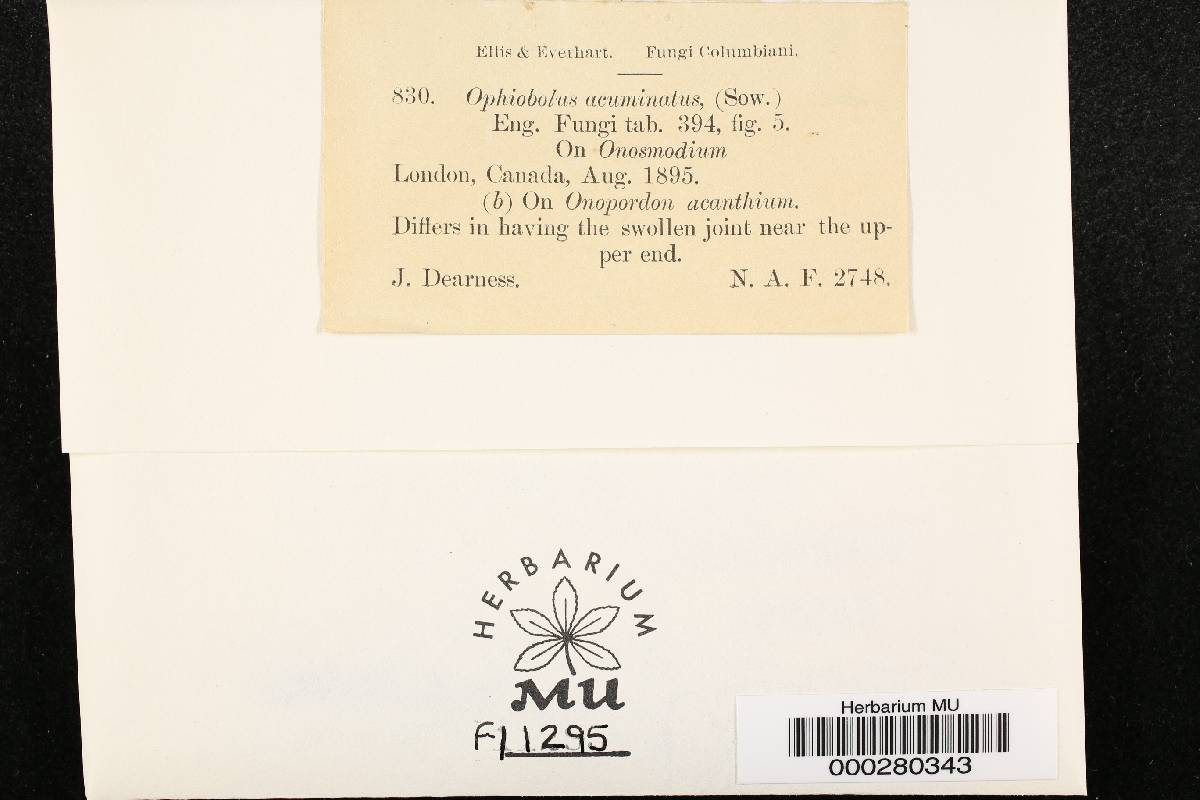 Ellis & Everhart. Fungi Columbiani.
830. Ophiobolus acuminatus, (Sow.)
Eng. Fungi tab. 394, fig. 5.
On Onosmodium
London, Canada, Aug. 1895.
(b) On Onopordon acanthium.
Differs in having the swollen joint near the up-
per end.
J. Dearness. N. A. F. 2748.
HERBARIUM
MU
F11295
Herbarium MU
000280343